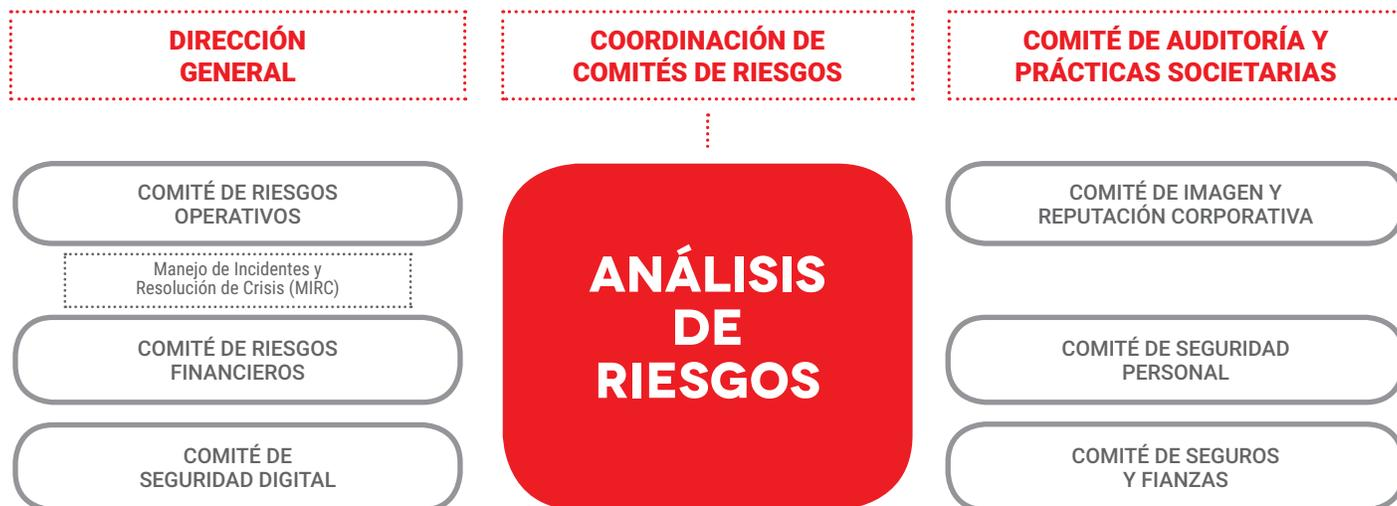 DIRECCIÓN
GENERAL
COORDINACIÓN DE
COMITÉS DE RIESGOS
COMITÉ DE AUDITORÍA Y
PRÁCTICAS SOCIETARIAS
COMITÉ DE RIESGOS
OPERATIVOS
Manejo de Incidentes y
Resolución de Crisis (MIRC)
COMITÉ DE RIESGOS
FINANCIEROS
COMITÉ DE
SEGURIDAD DIGITAL
ANÁLISIS
DE
RIESGOS
COMITÉ DE IMAGEN Y
REPUTACIÓN CORPORATIVA
COMITÉ DE SEGURIDAD
PERSONAL
COMITÉ DE SEGUROS
Y FIANZAS